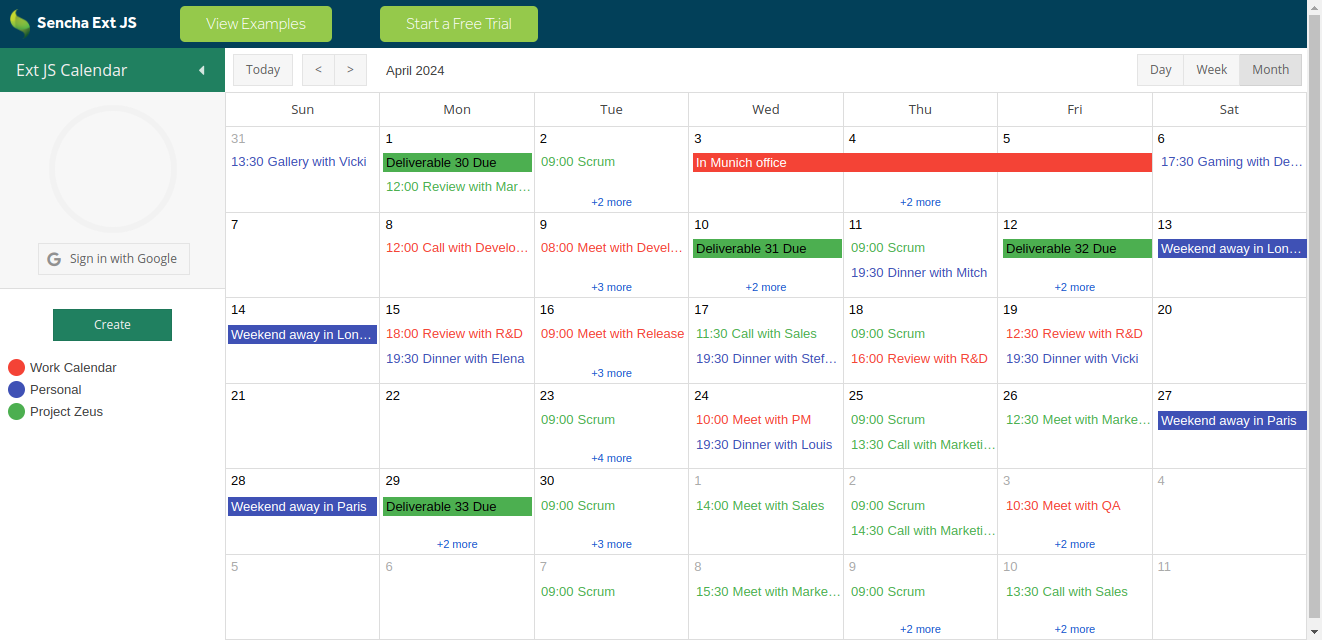 Sencha Ext JS
View Examples
Start a Free Trial
Ext JS Calendar
Sign in with Google
Create
Work Calendar
Personal
Project Zeus
Today
<
>
April 2024
Day
Week
Month
Sun
Mon
Tue
Wed
Thu
Fri
Sat
31
13:30 Gallery with Vicki
1
Deliverable 30 Due
12:00 Review with Mar...
2
09:00 Scrum
+2 more
3
In Munich office
4
+2 more
5
6
17:30 Gaming with De...
7
8
12:00 Call with Develo...
9
08:00 Meet with Devel...
+3 more
10
Deliverable 31 Due
+2 more
11
09:00 Scrum
19:30 Dinner with Mitch
12
Deliverable 32 Due
+2 more
13
Weekend away in Lon...
14
Weekend away in Lon...
15
18:00 Review with R&D
19:30 Dinner with Elena
16
09:00 Meet with Release
+3 more
17
11:30 Call with Sales
19:30 Dinner with Stef...
18
09:00 Scrum
16:00 Review with R&D
19
12:30 Review with R&D
19:30 Dinner with Vicki
20
21
22
23
09:00 Scrum
+4 more
24
10:00 Meet with PM
19:30 Dinner with Louis
25
09:00 Scrum
13:30 Call with Marketi...
26
12:30 Meet with Marke...
27
Weekend away in Paris
28
Weekend away in Paris
29
Deliverable 33 Due
+2 more
30
09:00 Scrum
+3 more
1
14:00 Meet with Sales
2
09:00 Scrum
14:30 Call with Marketi...
3
10:30 Meet with QA
+2 more
4
5
6
7
09:00 Scrum
8
15:30 Meet with Marke...
9
09:00 Scrum
+2 more
10
13:30 Call with Sales
+2 more
11